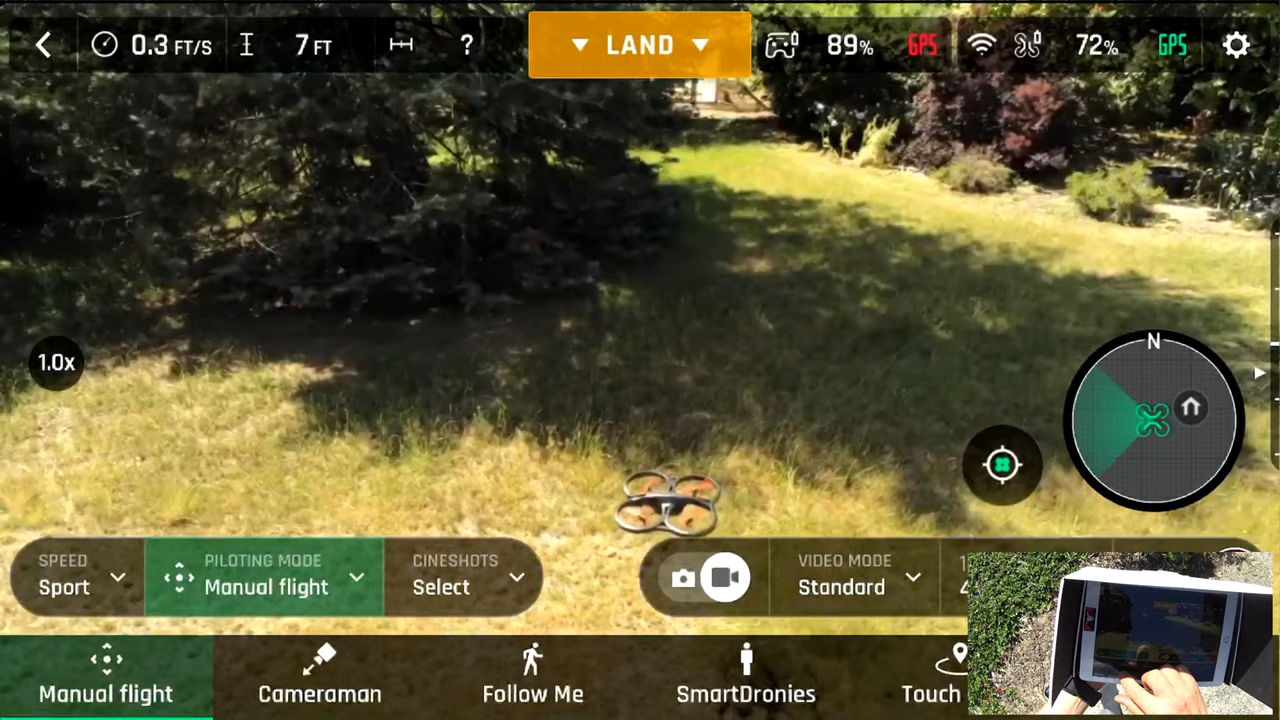 0.3 FT/S 7 FT ? LAND 89% GPS 72% GPS
1.0x
N
SPEED
Sport
PILOTING MODE
Manual flight
CINESHOTS
Select
VIDEO MODE
Standard
Manual flight
Cameraman
Follow Me
SmartDronies
Touch